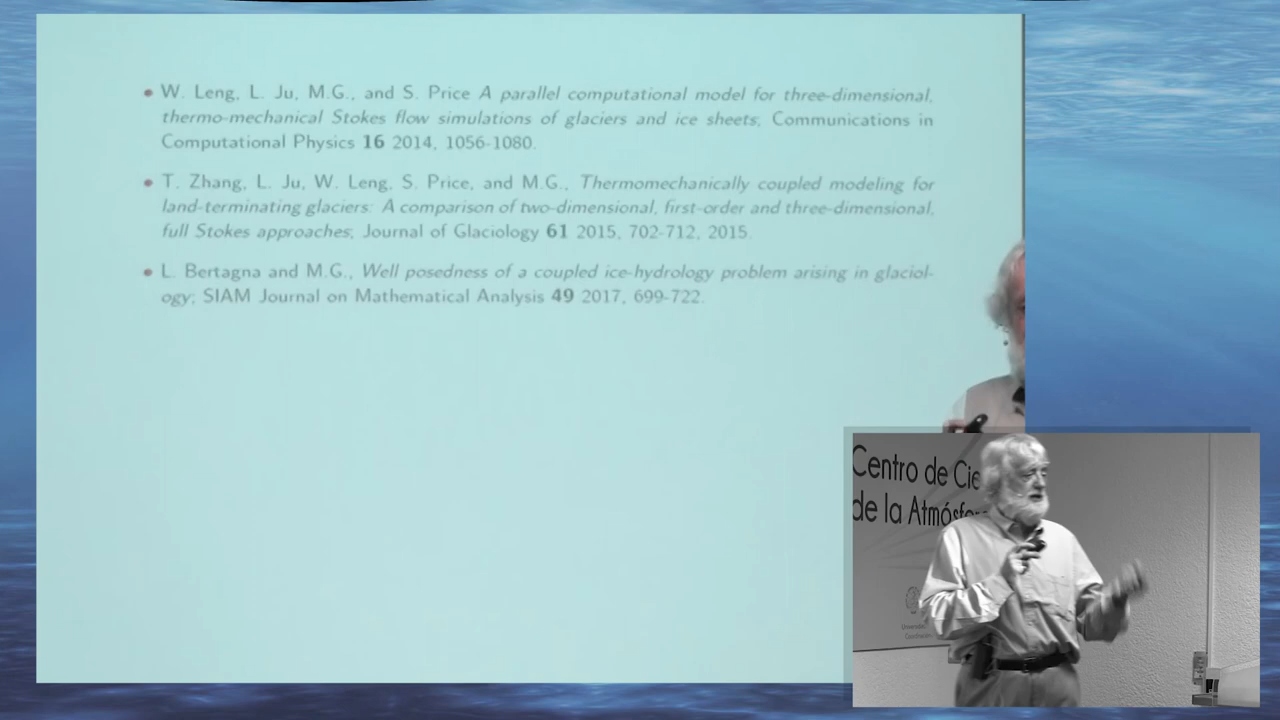 • W. Leng, L. Ju, M.G., and S. Price A parallel computational model for three-dimensional,
thermo-mechanical Stokes flow simulations of glaciers and ice sheets; Communications in
Computational Physics 16 2014, 1056-1080.
• T. Zhang, L. Ju, W. Leng, S. Price, and M.G., Thermomechanically coupled modeling for
land-terminating glaciers: A comparison of two-dimensional, first-order and three-dimensional,
full Stokes approaches; Journal of Glaciology 61 2015, 702-712, 2015.
• L. Bertagna and M.G., Well posedness of a coupled ice-hydrology problem arising in glaciol-
ogy; SIAM Journal on Mathematical Analysis 49 2017, 699-722.
Centro de Cie
de la Atmósfe